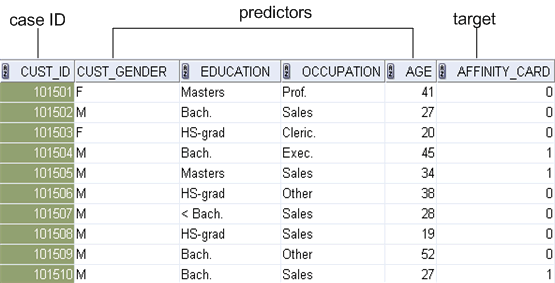 case ID predictors target
CUST_ID CUST_GENDER EDUCATION OCCUPATION AGE AFFINITY_CARD
101501 F Masters Prof. 41 0
101502 M Bach. Sales 27 0
101503 F HS-grad Cleric. 20 0
101504 M Bach. Exec. 45 1
101505 M Masters Sales 34 1
101506 M HS-grad Other 38 0
101507 M < Bach. Sales 28 0
101508 M HS-grad Sales 19 0
101509 M Bach. Other 52 0
101510 M Bach. Sales 27 1